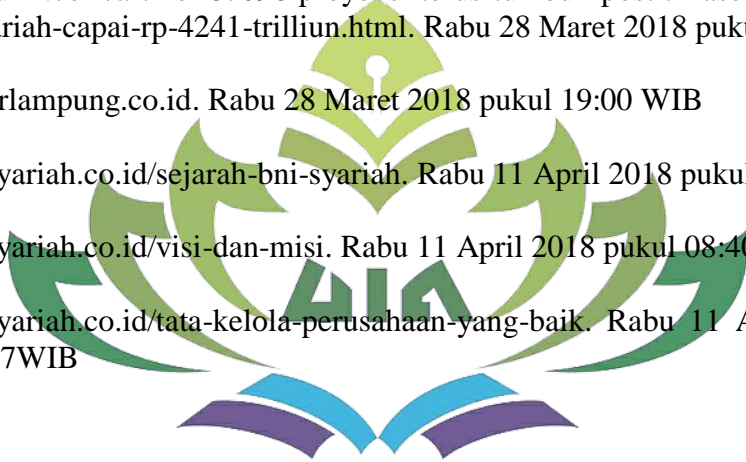 ariah-capai-rp-4241-trilliun.html. Rabu 28 Maret 2018 puku
rlampung.co.id. Rabu 28 Maret 2018 pukul 19:00 WIB
yariah.co.id/sejarah-bni-syariah. Rabu 11 April 2018 pukul
yariah.co.id/visi-dan-misi. Rabu 11 April 2018 pukul 08:40
UIN
yariah.co.id/tata-kelola-perusahaan-yang-baik. Rabu 11 A
7WIB